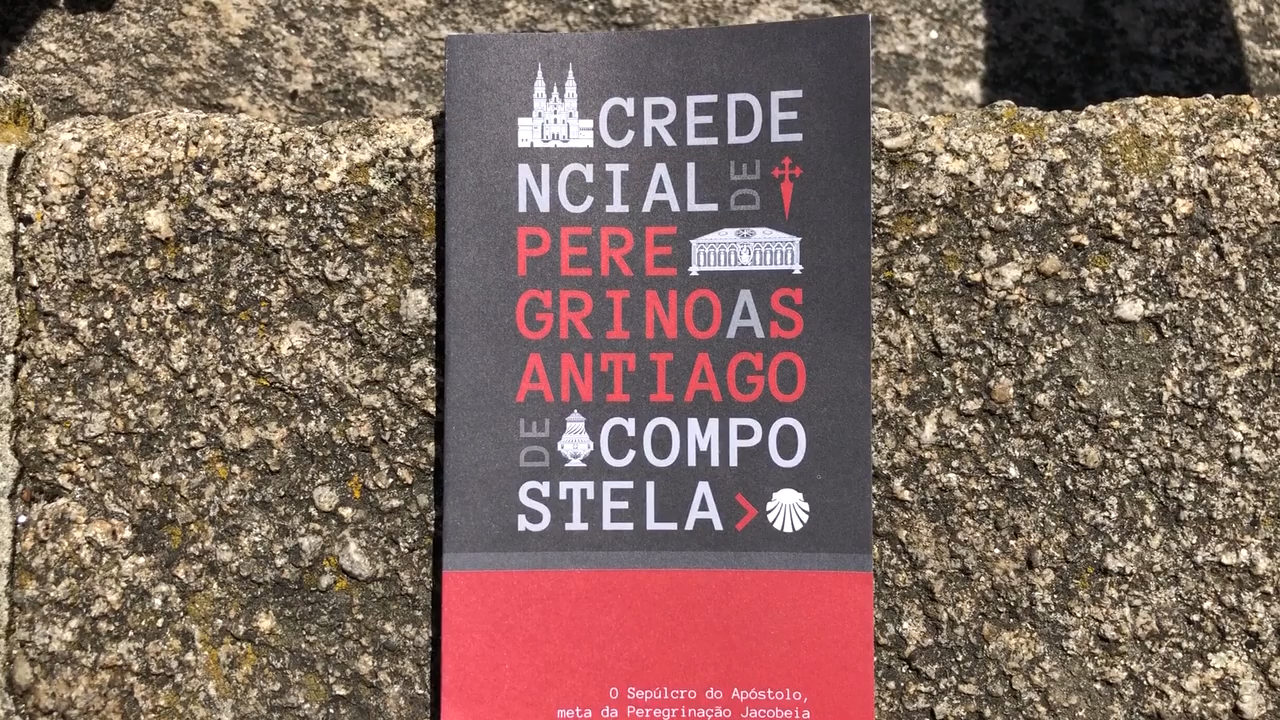 CREDE
NCIAL DE
PERE
GRINOAS
ANTIAGO
DE COMPO
STELA >
O Sepúlcro do Apóstolo,
meta da Peregrinação Jacobeia